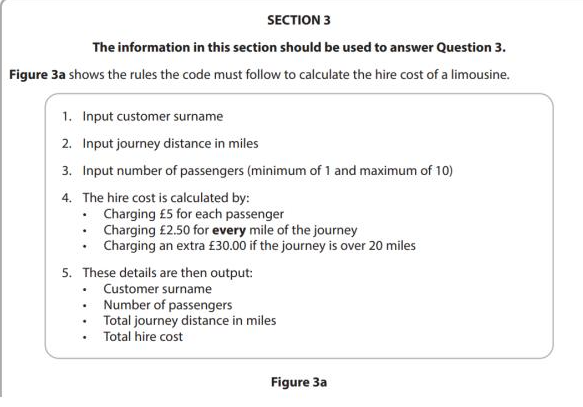 SECTION 3
The information in this section should be used to answer Question 3.
Figure 3a shows the rules the code must follow to calculate the hire cost of a limousine.
1. Input customer surname
2. Input journey distance in miles
3. Input number of passengers (minimum of 1 and maximum of 10)
4. The hire cost is calculated by:
• Charging £5 for each passenger
• Charging £2.50 for every mile of the journey
• Charging an extra £30.00 if the journey is over 20 miles
5. These details are then output:
• Customer surname
• Number of passengers
• Total journey distance in miles
• Total hire cost
Figure 3a